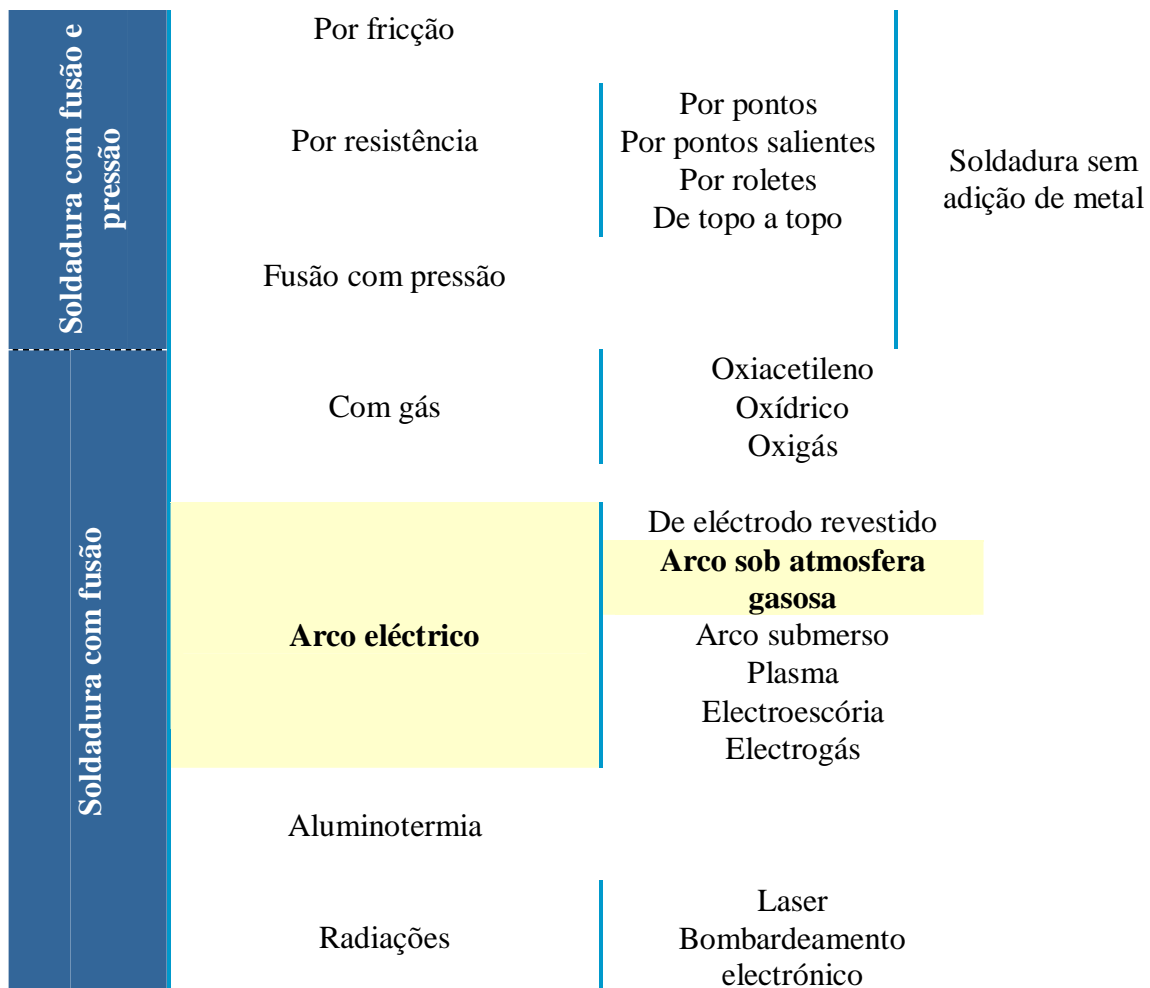 Soldadura com fusão e
pressão
Por fricção
Por resistência
Por pontos
Por pontos salientes
Por roletes
De topo a topo
Fusão com pressão
Soldadura sem
adição de metal
Soldadura com fusão
Com gás
Oxiacetileno
Oxídrico
Oxigás
Arco eléctrico
De eléctrodo revestido
Arco sob atmosfera
gasosa
Arco submerso
Plasma
Electroescória
Electrogás
Aluminotermia
Radiações
Laser
Bombardeamento
electrónico